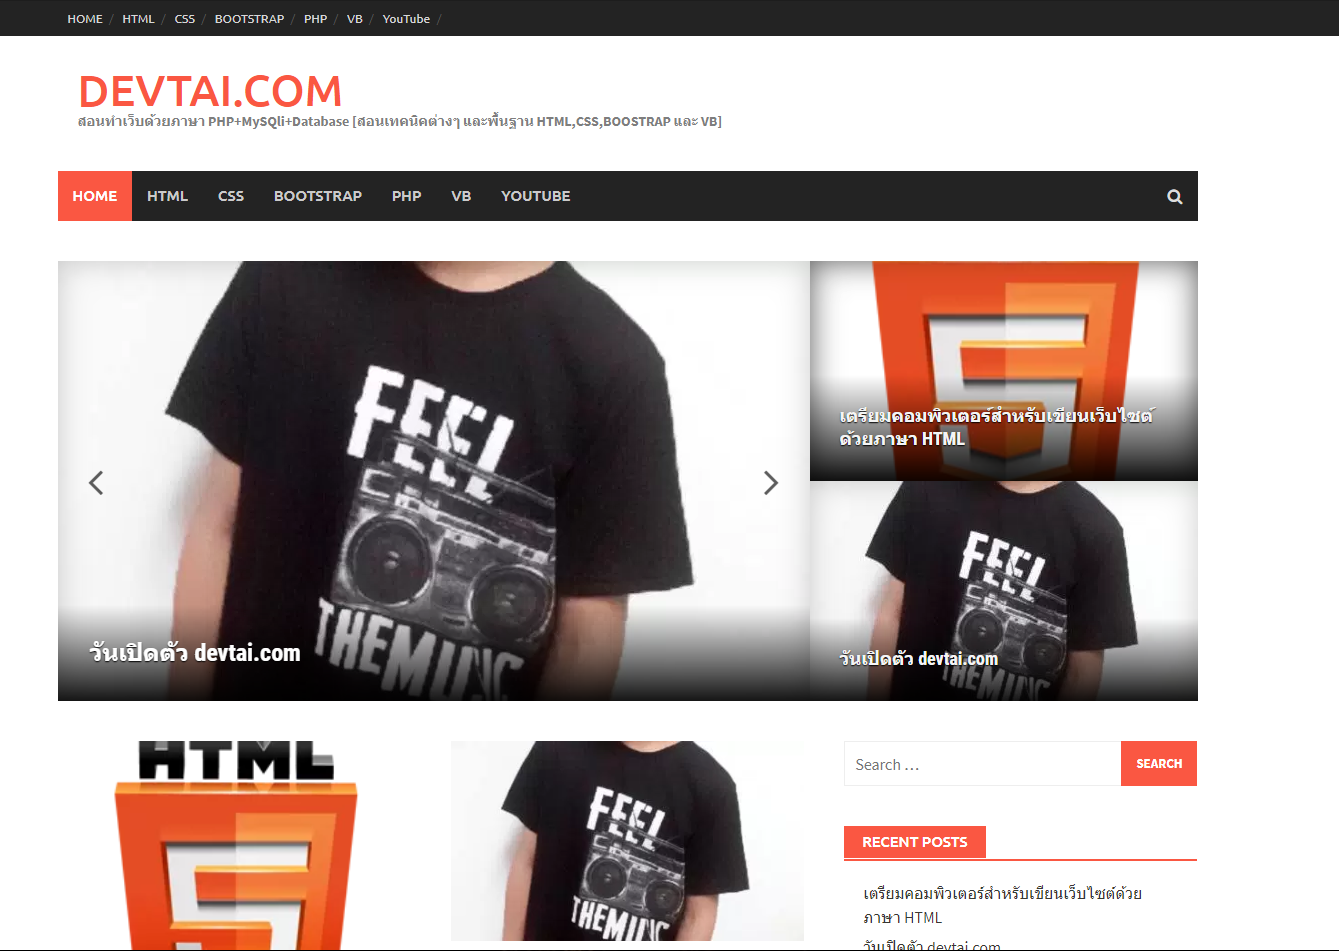 HOME / HTML / CSS / BOOTSTRAP / PHP / VB / YouTube /
DEVTAI.COM
สอนทำเว็บด้วยภาษา PHP+MySQli+Database [สอนเทคนิคต่างๆ และพื้นฐาน HTML,CSS,BOOSTRAP และ VB]
HOME HTML CSS BOOTSTRAP PHP VB YOUTUBE
FEEL
THEMUSIC
วันเปิดตัว devtai.com
เตรียมคอมพิวเตอร์สำหรับเขียนเว็บไซต์
ด้วยภาษา HTML
FEEL
วันเปิดตัว devtai.com
HTML
FEEL
Search …
SEARCH
RECENT POSTS
เตรียมคอมพิวเตอร์สำหรับเขียนเว็บไซต์ด้วย
ภาษา HTML
วันเปิดตัว devtai.com